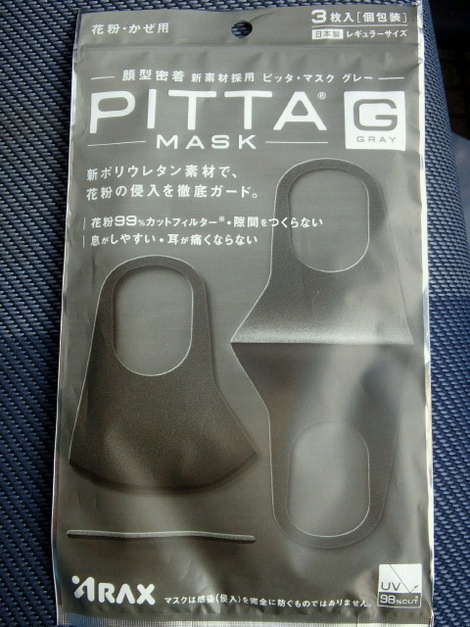 花粉・かぜ用
3枚入[個包装]
日本製 レギュラーサイズ
顔型密着 新素材採用 ピッタ・マスク グレー
PITTA®
MASK
G
GRAY
新ポリウレタン素材で、
花粉の侵入を徹底ガード。
花粉99%カットフィルター※・隙間をつくらない
息がしやすい・耳が痛くならない
ARAX
マスクは感染(侵入)を完全に防ぐものではありません。
UV
98%CUT